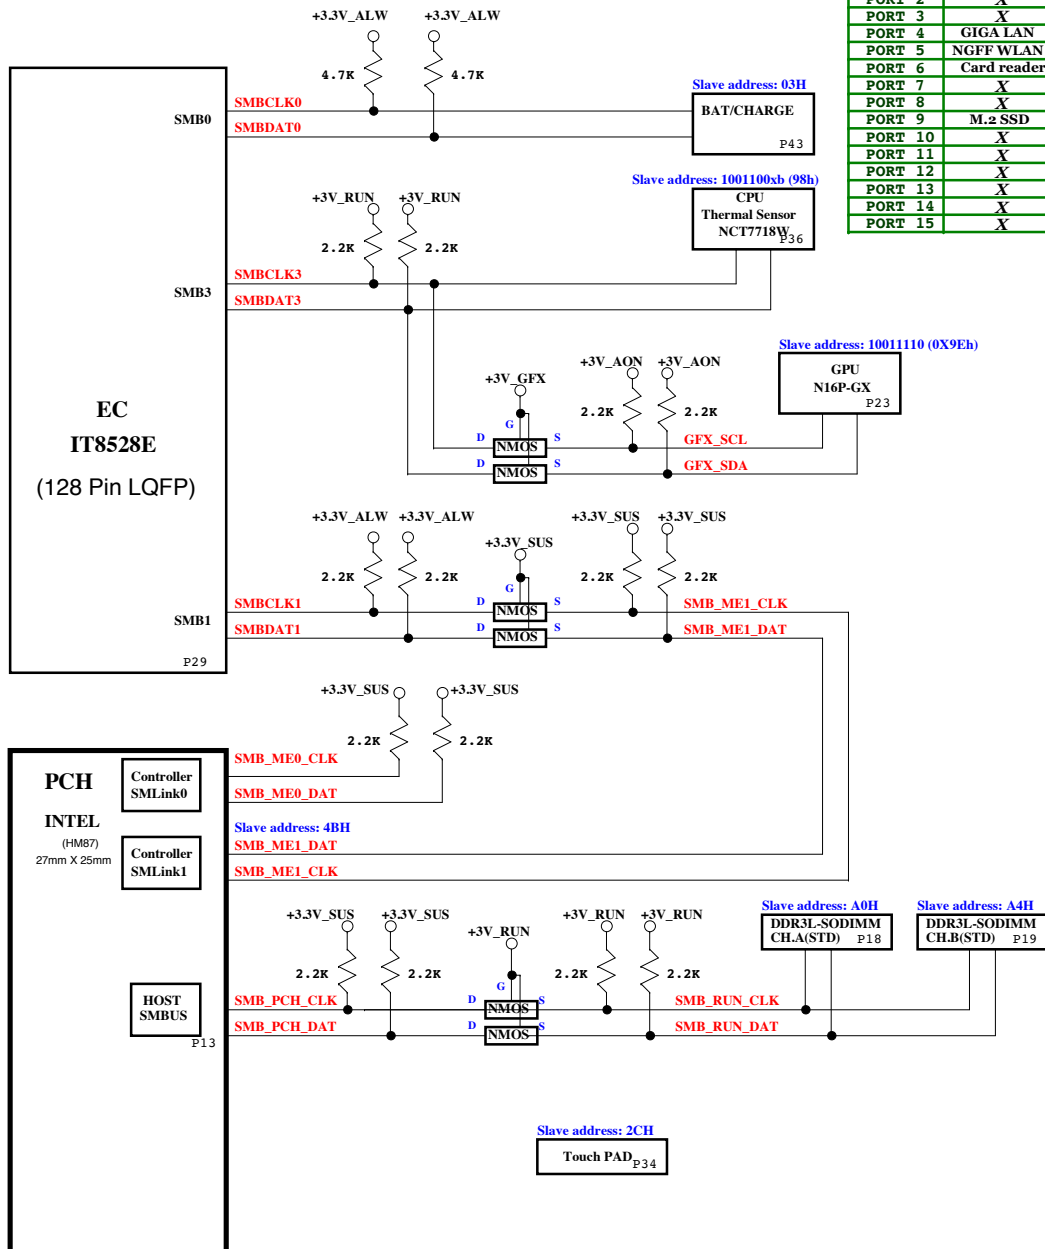 +3.3V_ALW
+3.3V_ALW
4.7K
4.7K
SMB0
SMBCLK0
SMBDAT0
Slave address: 03H
BAT/CHARGE
P43
PORT 2 X
PORT 3 X
PORT 4 GIGA LAN
PORT 5 NGFF WLAN
PORT 6 Card reader
PORT 7 X
PORT 8 X
PORT 9 M.2 SSD
PORT 10 X
PORT 11 X
PORT 12 X
PORT 13 X
PORT 14 X
PORT 15 X
+3V_RUN
+3V_RUN
2.2K
2.2K
Slave address: 1001100xb (98h)
CPU
Thermal Sensor
NCT7718W
P36
SMB3
SMBCLK3
SMBDAT3
EC
IT8528E
(128 Pin LQFP)
+3V_GFX
G
D
NMOS
S
D
NMOS
S
+3V_AON
+3V_AON
2.2K
2.2K
GFX_SCL
GFX_SDA
Slave address: 10011110 (0X9Eh)
GPU
N16P-GX
P23
+3.3V_ALW
+3.3V_ALW
2.2K
2.2K
+3.3V_SUS
G
D
NMOS
S
D
NMOS
S
+3.3V_SUS
+3.3V_SUS
2.2K
2.2K
SMB1
SMBCLK1
SMBDAT1
SMB_ME1_CLK
SMB_ME1_DAT
P29
+3.3V_SUS
+3.3V_SUS
2.2K
2.2K
PCH
INTEL
(HM87)
27mm X 25mm
Controller
SMLink0
SMB_ME0_CLK
SMB_ME0_DAT
Controller
SMLink1
Slave address: 4BH
SMB_ME1_DAT
SMB_ME1_CLK
+3.3V_SUS
+3.3V_SUS
2.2K
2.2K
+3V_RUN
G
D
NMOS
S
D
NMOS
S
+3V_RUN
+3V_RUN
2.2K
2.2K
HOST
SMBUS
P13
SMB_PCH_CLK
SMB_PCH_DAT
SMB_RUN_CLK
SMB_RUN_DAT
Slave address: A0H
DDR3L-SODIMM
CH.A(STD) P18
Slave address: A4H
DDR3L-SODIMM
CH.B(STD) P19
Slave address: 2CH
Touch PAD
P34